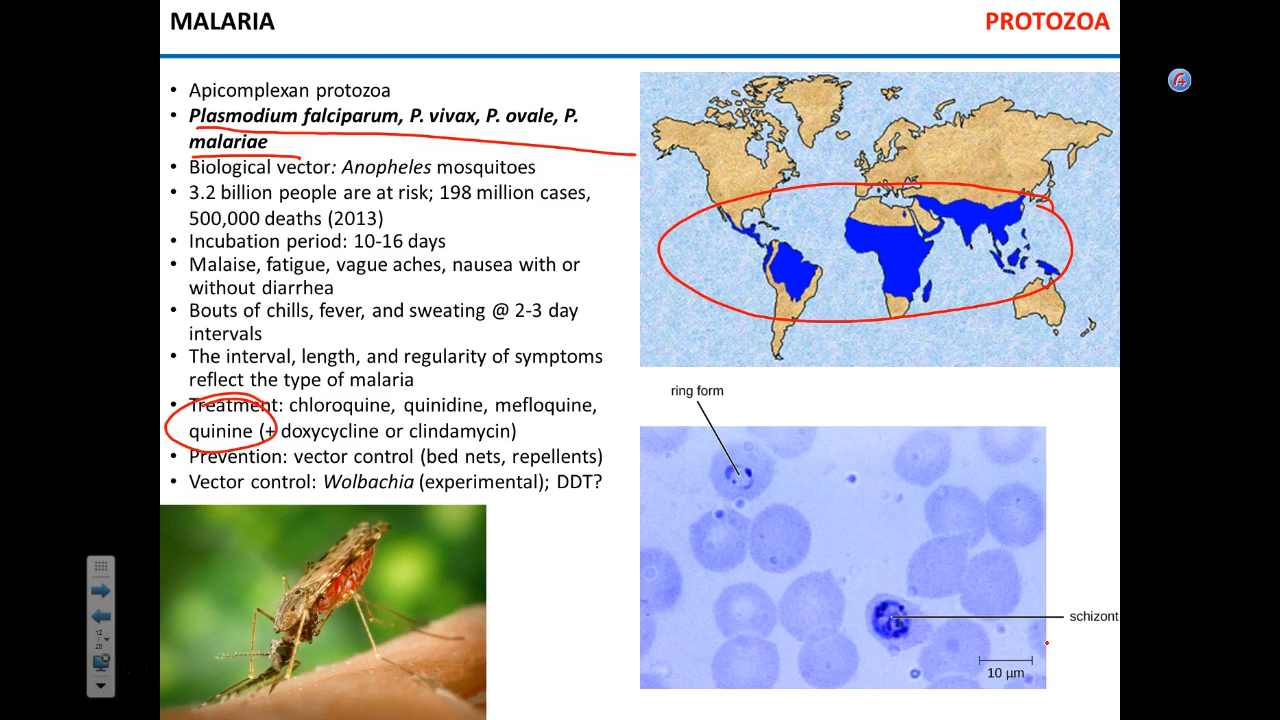 MALARIA
PROTOZOA
• Apicomplexan protozoa
• Plasmodium falciparum, P. vivax, P. ovale, P.
malariae
• Biological vector: Anopheles mosquitoes
• 3.2 billion people are at risk; 198 million cases,
500,000 deaths (2013)
• Incubation period: 10-16 days
• Malaise, fatigue, vague aches, nausea with or
without diarrhea
• Bouts of chills, fever, and sweating @ 2-3 day
intervals
• The interval, length, and regularity of symptoms
reflect the type of malaria
• Treatment: chloroquine, quinidine, mefloquine,
quinine (+ doxycycline or clindamycin)
• Prevention: vector control (bed nets, repellents)
• Vector control: Wolbachia (experimental); DDT?
ring form
schizont
10 µm
12
/
20